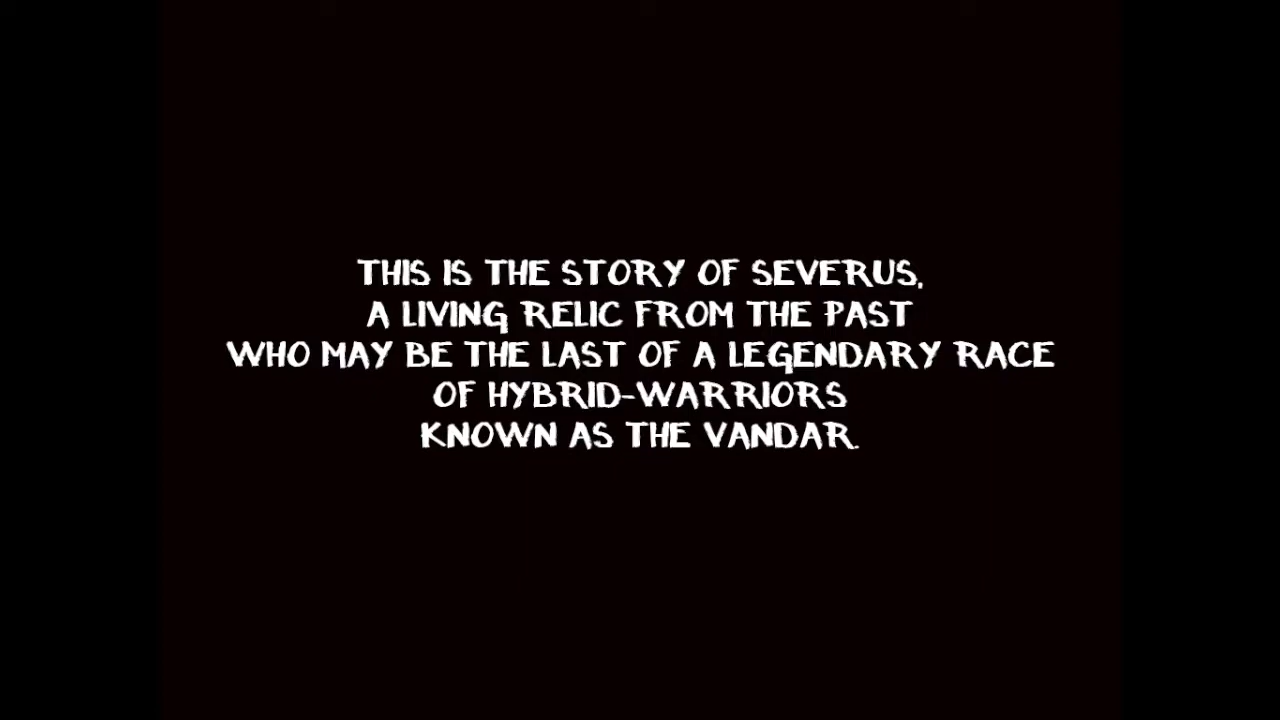 THIS IS THE STORY OF SEVERUS,
A LIVING RELIC FROM THE PAST
WHO MAY BE THE LAST OF A LEGENDARY RACE
OF HYBRID-WARRIORS
KNOWN AS THE VANDAR.